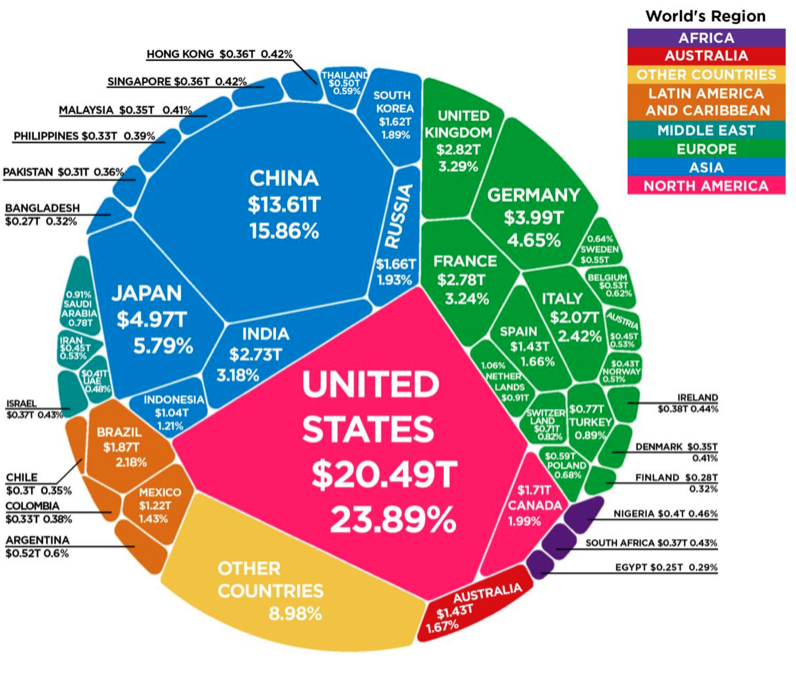 World's Region
AFRICA
AUSTRALIA
OTHER COUNTRIES
LATIN AMERICA
AND CARIBBEAN
MIDDLE EAST
EUROPE
ASIA
NORTH AMERICA
HONG KONG $0.36T 0.42%
SINGAPORE $0.36T 0.42%
MALAYSIA $0.35T 0.41%
PHILIPPINES $0.33T 0.39%
PAKISTAN $0.31T 0.36%
BANGLADESH
$0.27T 0.32%
THAILAND
$0.50T
0.59%
SOUTH
KOREA
$1.62T
1.89%
CHINA
$13.61T
15.86%
RUSSIA
$1.66T
1.93%
JAPAN
$4.97T
5.79%
INDIA
$2.73T
3.18%
INDONESIA
$1.04T
1.21%
0.91%
SAUDI
ARABIA
0.78T
IRAN
$0.45T
0.53%
$0.41T
UAE
0.48%
ISRAEL
$0.37T 0.43%
BRAZIL
$1.87T
2.18%
MEXICO
$1.22T
1.43%
CHILE
$0.3T 0.35%
COLOMBIA
$0.33T 0.38%
ARGENTINA
$0.52T 0.6%
OTHER
COUNTRIES
8.98%
UNITED
STATES
$20.49T
23.89%
$1.71T
CANADA
1.99%
AUSTRALIA
$1.43T
1.67%
UNITED
KINGDOM
$2.82T
3.29%
GERMANY
$3.99T
4.65%
FRANCE
$2.78T
3.24%
ITALY
$2.07T
2.42%
SPAIN
$1.43T
1.66%
1.06%
NETHER
LANDS
$0.91T
SWITZER
LAND
$0.71T
0.82%
$0.77T
TURKEY
0.89%
$0.59T
POLAND
0.68%
0.64%
SWEDEN
$0.55T
BELGIUM
$0.53T
0.62%
AUSTRIA
$0.45T
0.53%
$0.43T
NORWAY
0.51%
IRELAND
$0.38T 0.44%
DENMARK $0.35T
0.41%
FINLAND $0.28T
0.32%
NIGERIA $0.4T 0.46%
SOUTH AFRICA $0.37T 0.43%
EGYPT $0.25T 0.29%